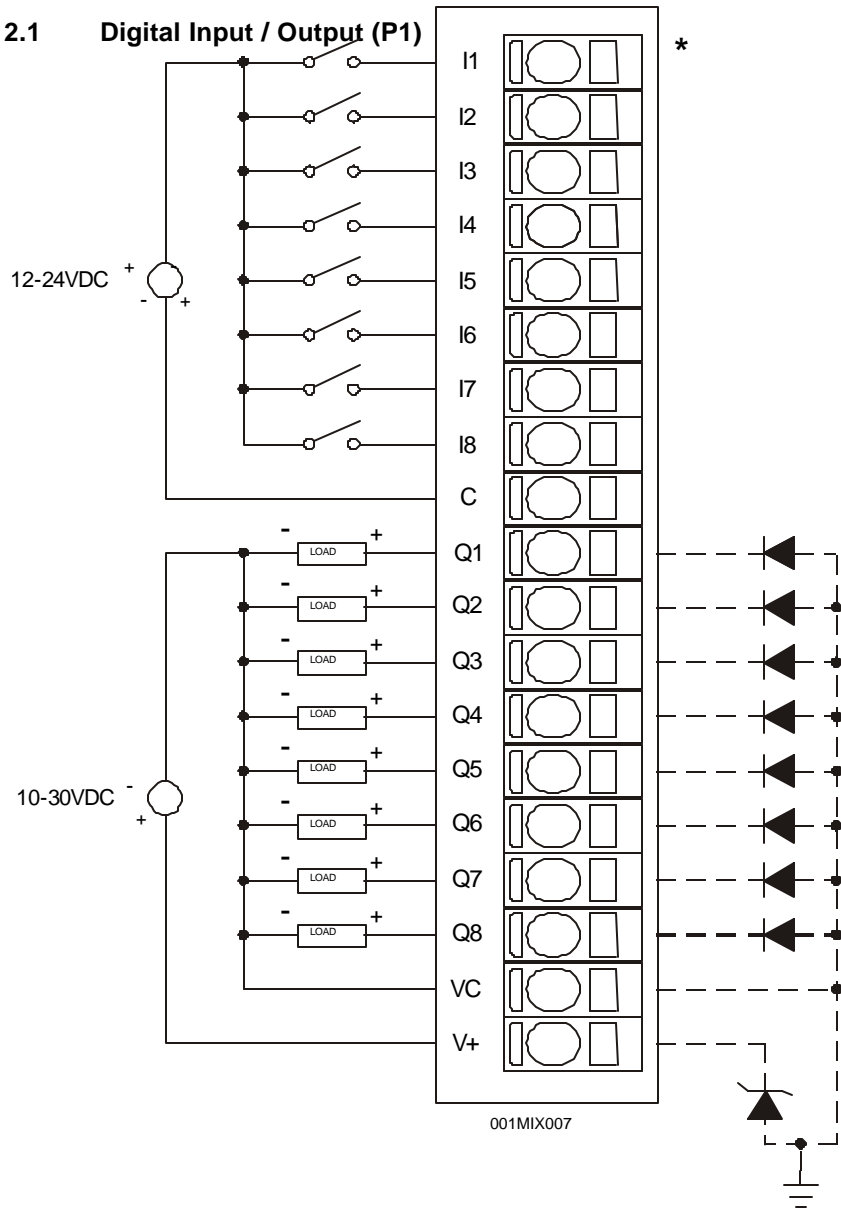 2.1 Digital Input / Output (P1)
*
I1
I2
I3
I4
12-24VDC + - +
I5
I6
I7
I8
C
- LOAD + Q1
- LOAD + Q2
- LOAD + Q3
- LOAD + Q4
- LOAD + Q5
10-30VDC - +
- LOAD + Q6
- LOAD + Q7
- LOAD + Q8
VC
V+
001MIX007